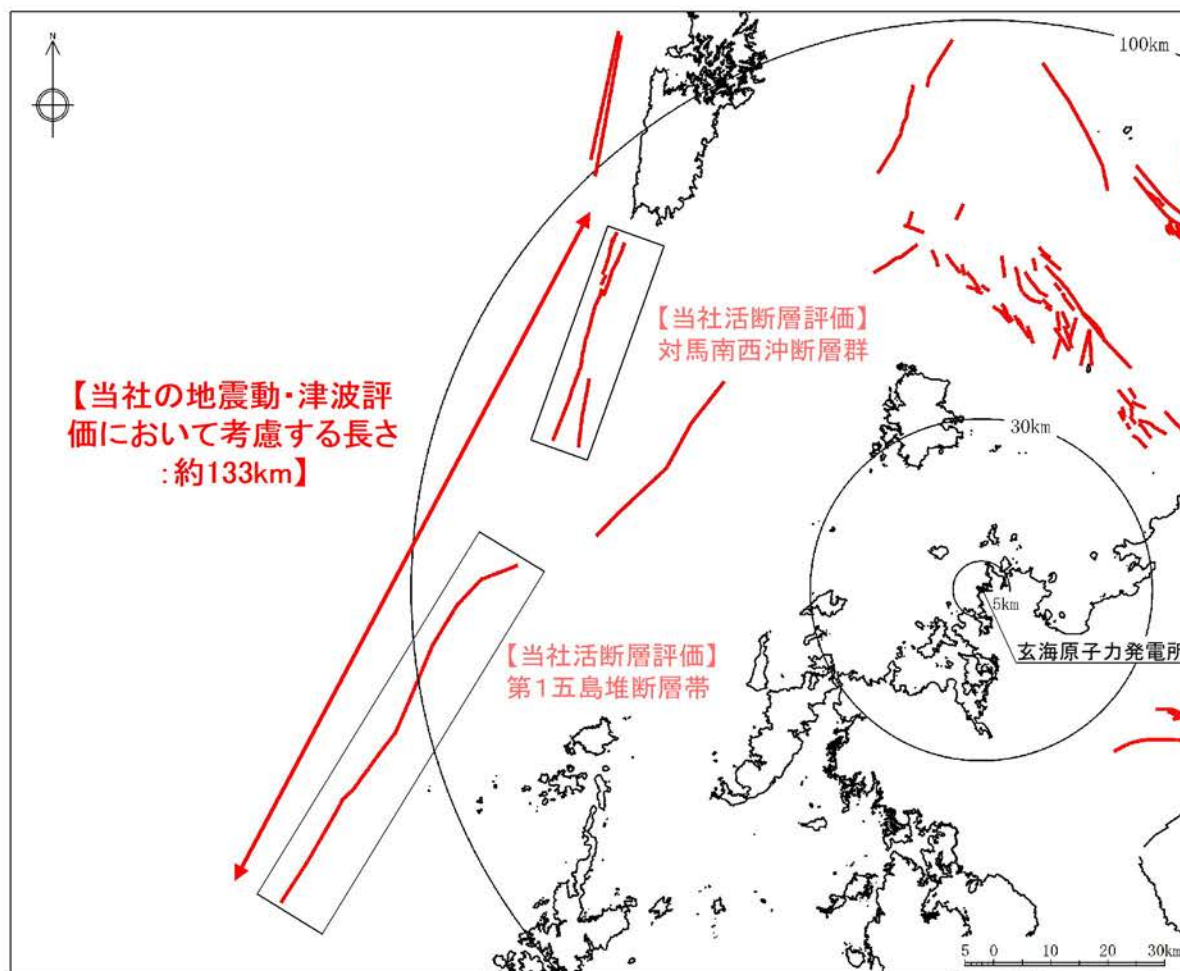 N
100km
【当社活断層評価】
対馬南西沖断層群
【当社の地震動・津波評
価において考慮する長さ
:約133km】
30km
5km
玄海原子力発電所
【当社活断層評価】
第1五島堆断層帯
5 0 10 20 30km